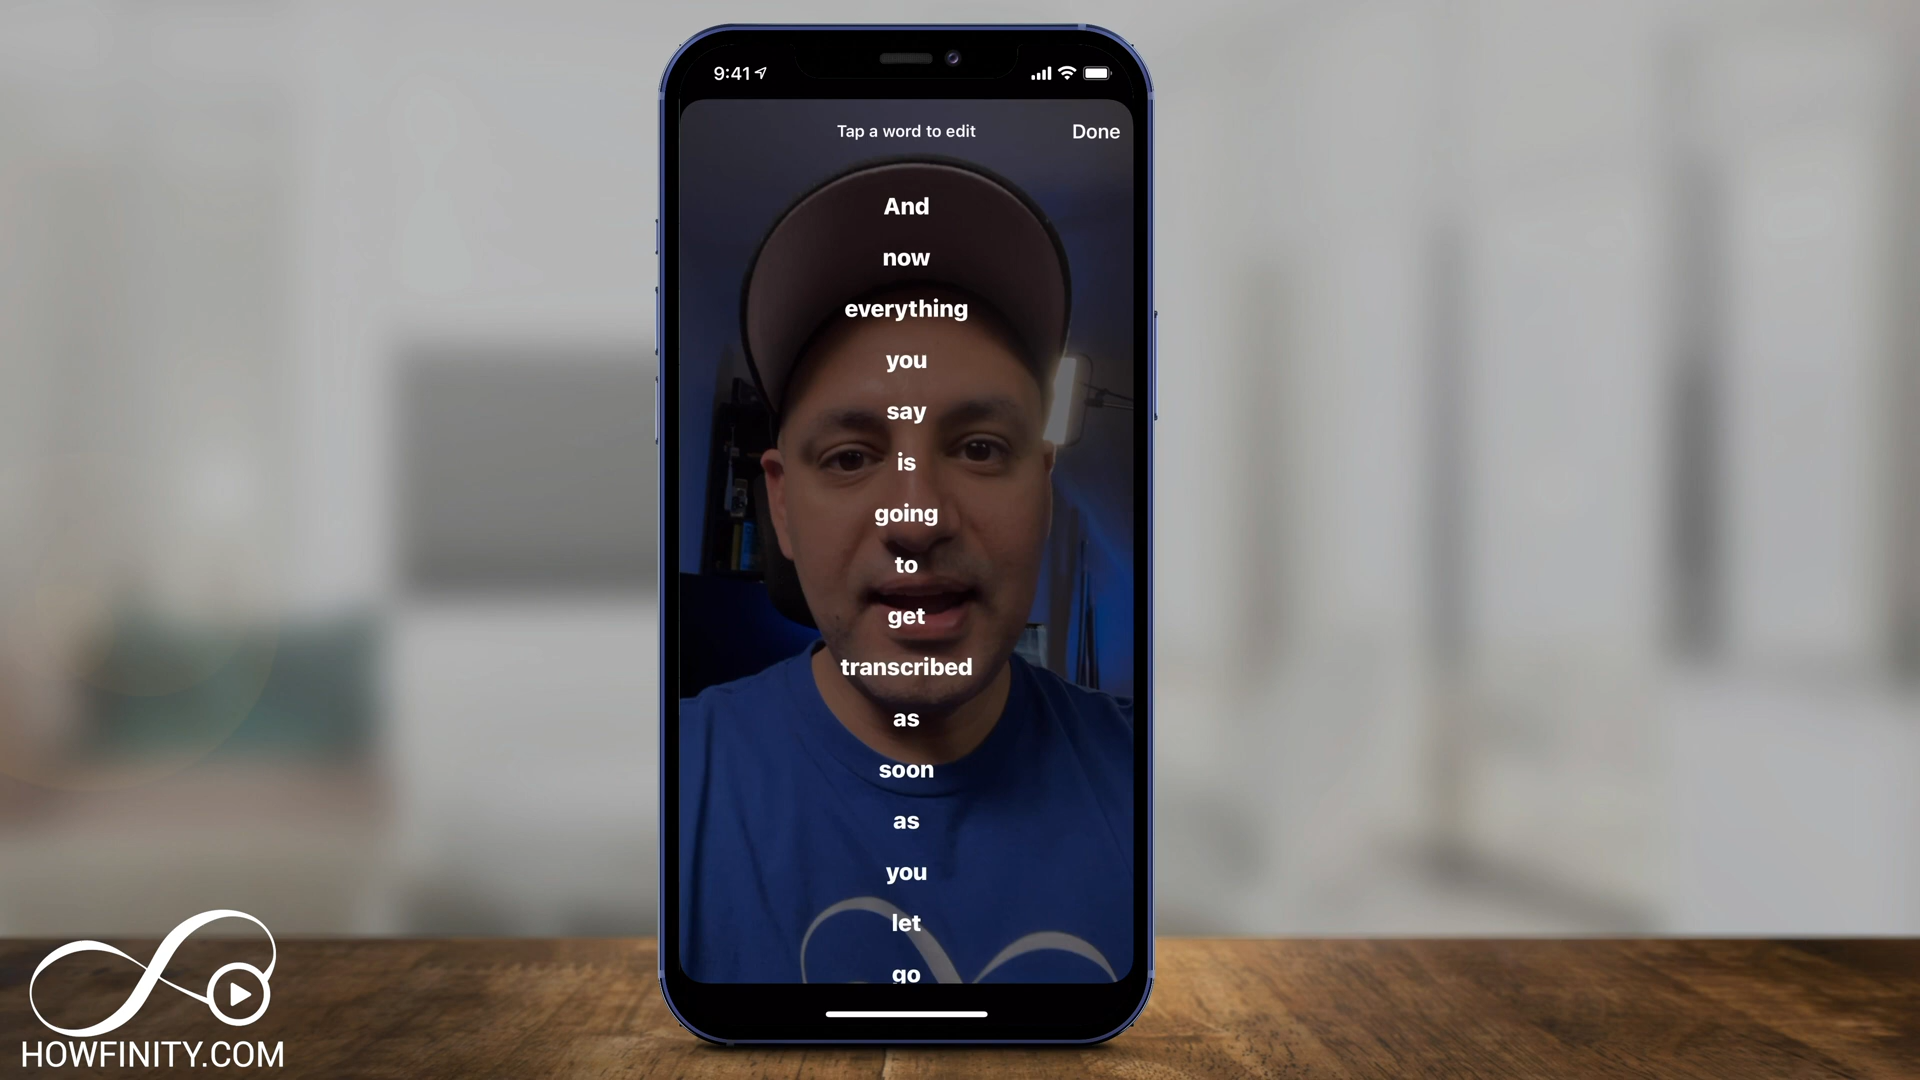 9:41
Tap a word to edit
Done
And
now
everything
you
say
is
going
to
get
transcribed
as
soon
as
you
let
go
HOWFINITY.COM